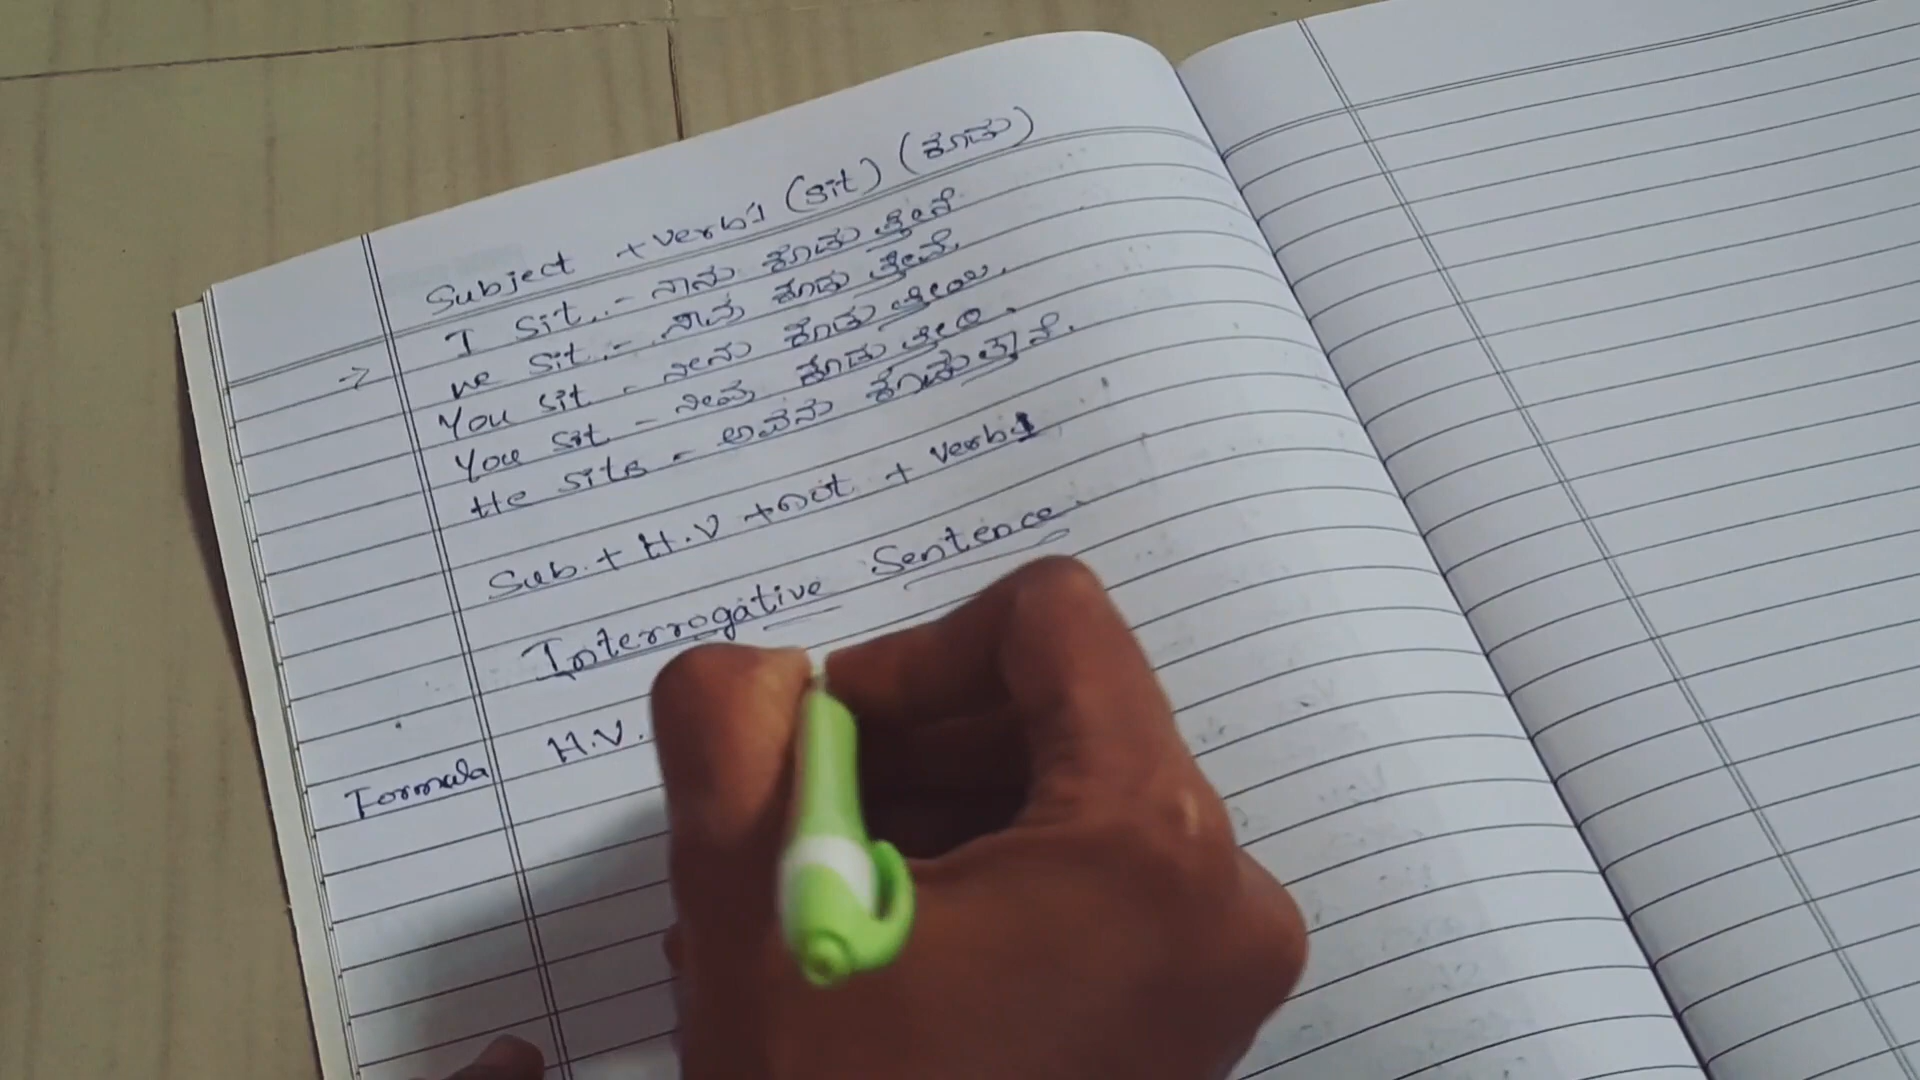 Subject + verb1 (sit) (ಕೂಡು)
→ I sit. - ನಾನು ಕೂಡುತ್ತೇನೆ.
we sit. - ನಾವು ಕೂಡುತ್ತೇವೆ.
You sit - ನೀನು ಕೂಡುತ್ತೀಯ.
You sit - ನೀವು ಕೂಡುತ್ತೀರಿ.
He sits - ಅವನು ಕೂಡುತ್ತಾನೆ.
Sub. + H.V + not + verb1
Interrogative Sentence.
Formula H.V.